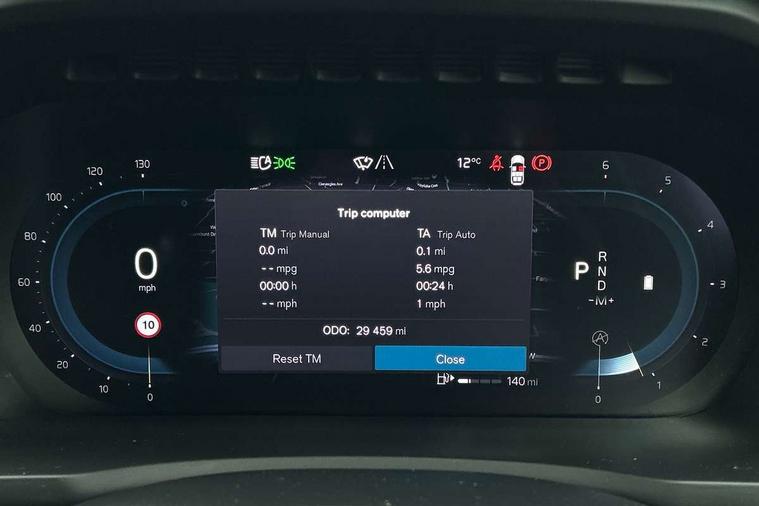 130
120
100
80
60
40
20
10
0
A
12°C
P
6
5
4
3
2
1
0
0
mph
10
Trip computer
TM Trip Manual
0.0 mi
-- mpg
00:00 h
-- mph
TA Trip Auto
0.1 mi
5.6 mpg
00:24 h
1 mph
ODO: 29 459 mi
Reset TM
Close
P
R
N
D
-M+
A
140 mi